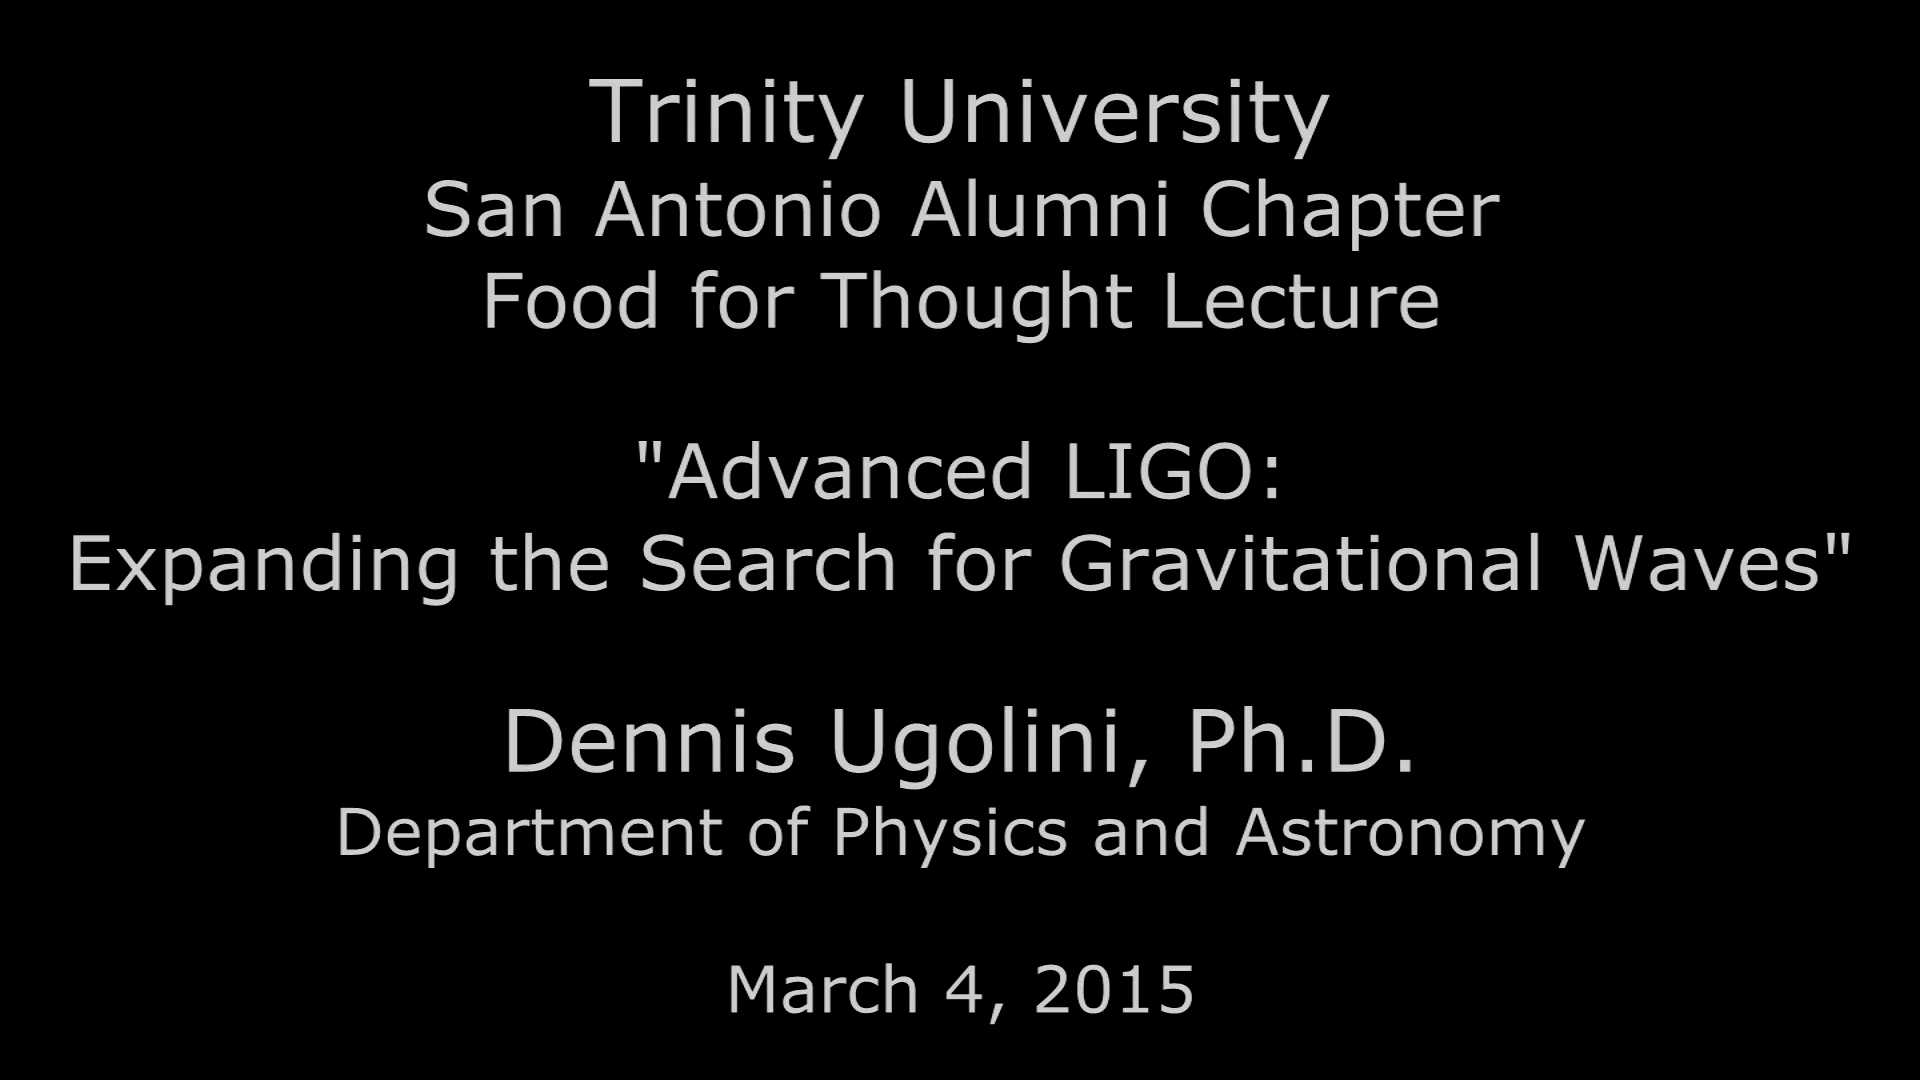 Trinity University
San Antonio Alumni Chapter
Food for Thought Lecture
"Advanced LIGO:
Expanding the Search for Gravitational Waves"
Dennis Ugolini, Ph.D.
Department of Physics and Astronomy
March 4, 2015